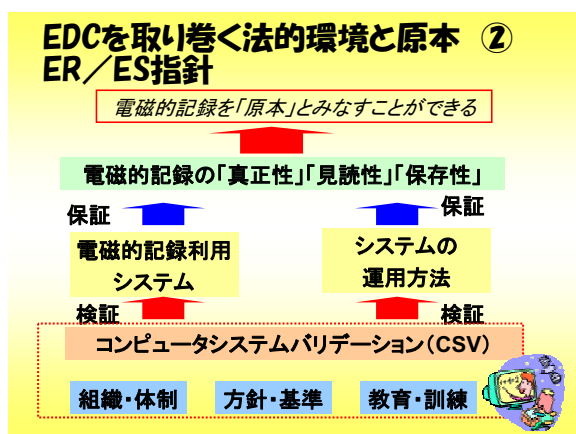 EDCを取り巻く法的環境と原本 ②
ER／ES指針
電磁的記録を「原本」とみなすことができる
電磁的記録の「真正性」「見読性」「保存性」
保証
保証
電磁的記録利用
システム
システムの
運用方法
検証
検証
コンピュータシステムバリデーション（CSV）
組織・体制
方針・基準
教育・訓練